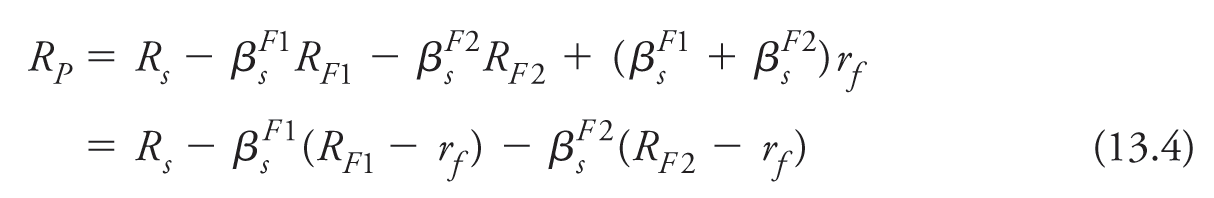 R_P = R_s − β_s^{F1}R_{F1} − β_s^{F2}R_{F2} + (β_s^{F1} + β_s^{F2})r_f
= R_s − β_s^{F1}(R_{F1} − r_f) − β_s^{F2}(R_{F2} − r_f) (13.4)